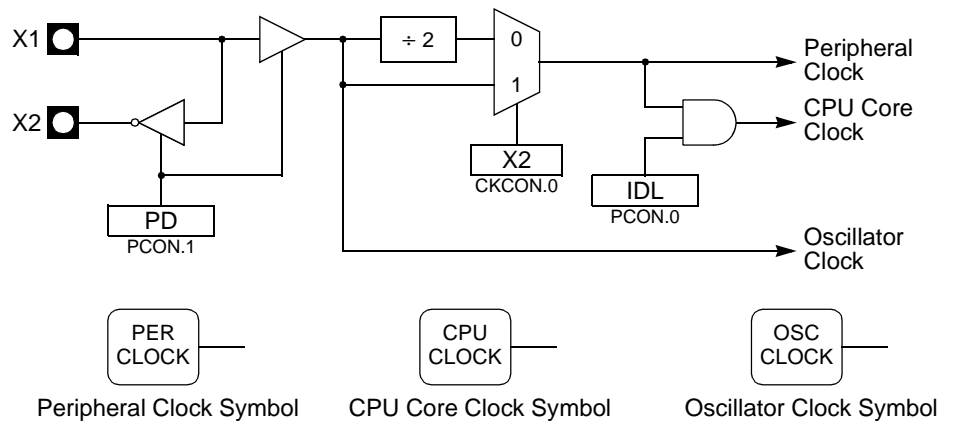 X1
÷ 2
0
1
Peripheral
Clock
X2
CPU Core
Clock
X2
CKCON.0
IDL
PCON.0
PD
PCON.1
Oscillator
Clock
PER
CLOCK
CPU
CLOCK
OSC
CLOCK
Peripheral Clock Symbol
CPU Core Clock Symbol
Oscillator Clock Symbol